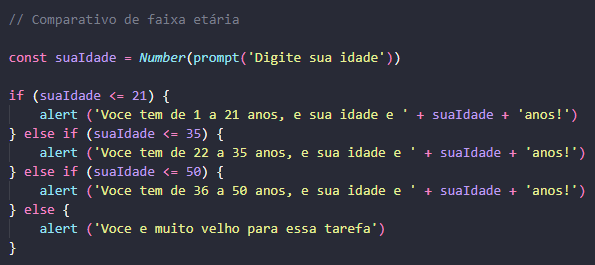 // Comparativo de faixa etária
const suaIdade = Number(prompt('Digite sua idade'))
if (suaIdade <= 21) {
alert ('Voce tem de 1 a 21 anos, e sua idade e ' + suaIdade + 'anos!')
} else if (suaIdade <= 35) {
alert ('Voce tem de 22 a 35 anos, e sua idade e ' + suaIdade + 'anos!')
} else if (suaIdade <= 50) {
alert ('Voce tem de 36 a 50 anos, e sua idade e ' + suaIdade + 'anos!')
} else {
alert ('Voce e muito velho para essa tarefa')
}